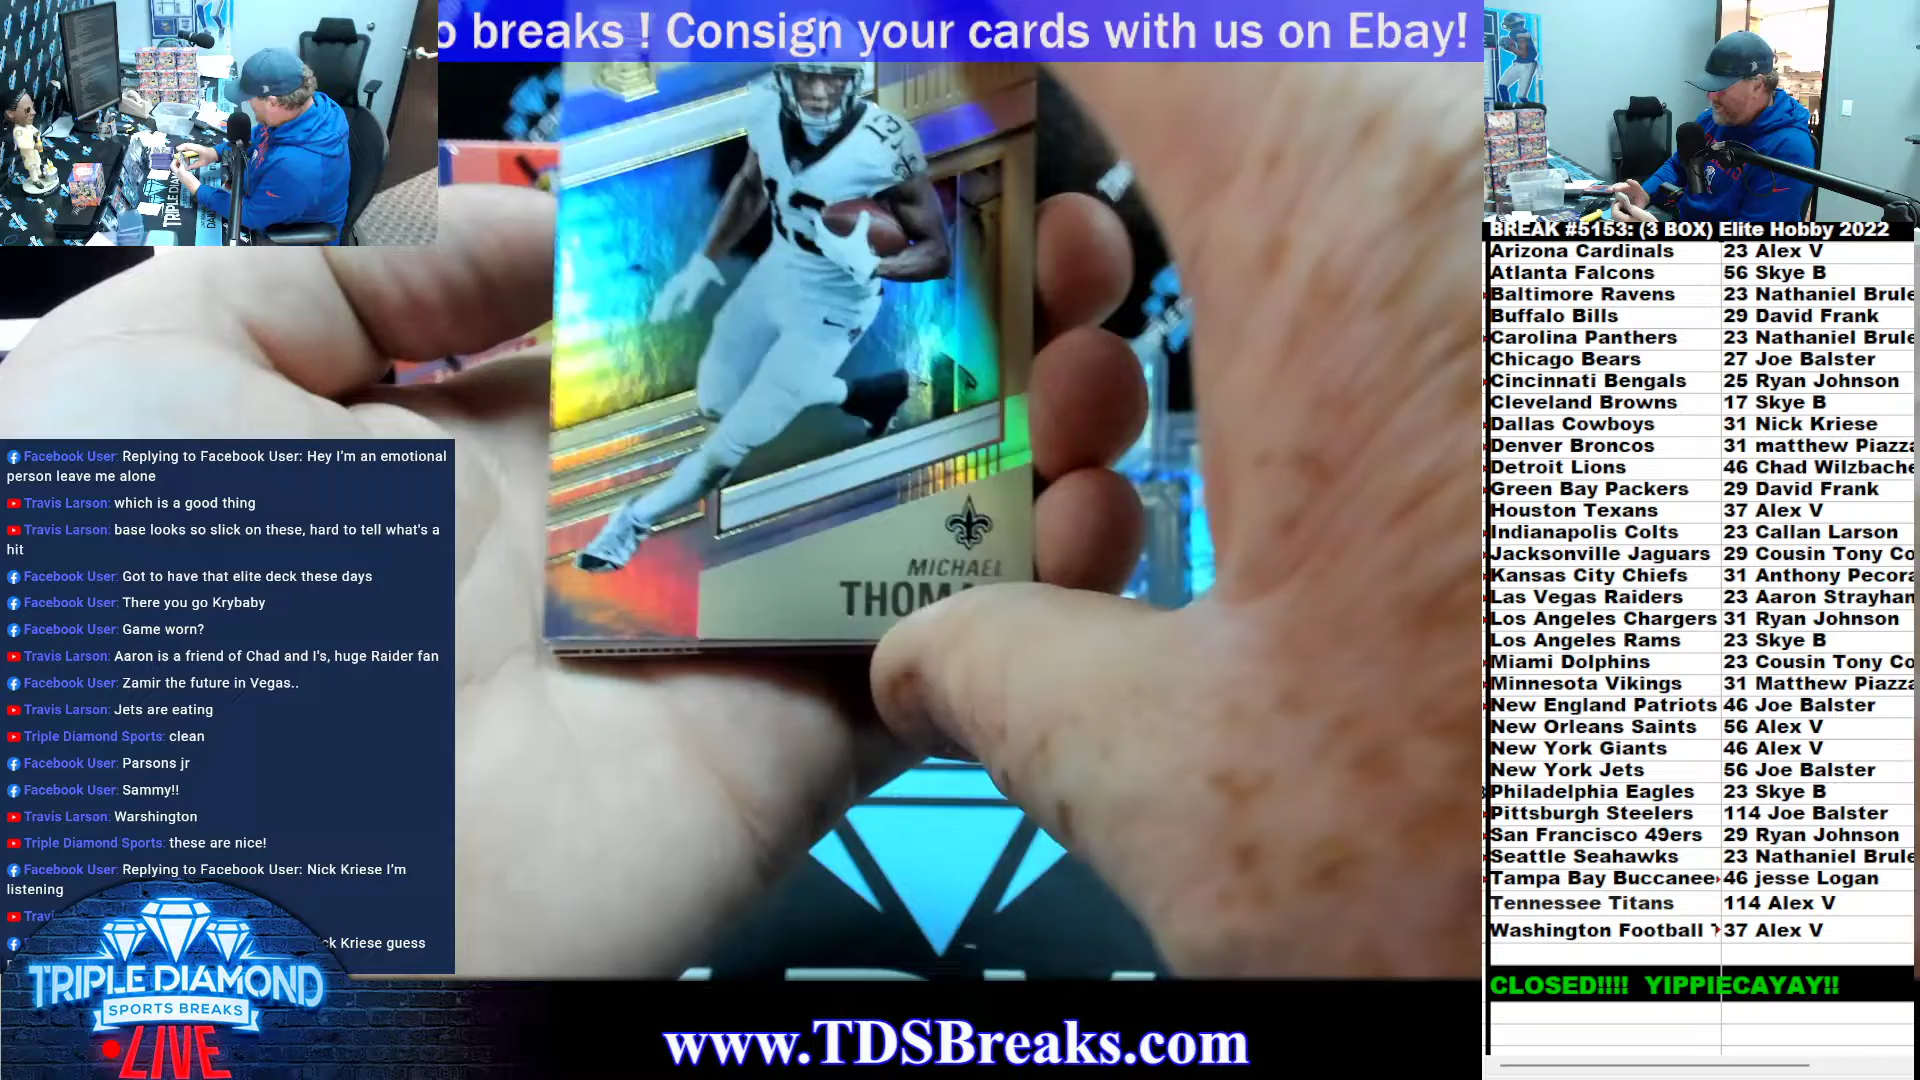 o breaks ! Consign your cards with us on Ebay!
13
13
MICHAEL
Facebook User: Replying to Facebook User: Hey I'm an emotional
person leave me alone
Travis Larson: which is a good thing
Travis Larson: base looks so slick on these, hard to tell what's a
hit
Facebook User: Got to have that elite deck these days
Facebook User: There you go Krybaby
Facebook User: Game worn?
Travis Larson: Aaron is a friend of Chad and I's, huge Raider fan
Facebook User: Zamir the future in Vegas..
Travis Larson: Jets are eating
Triple Diamond Sports: clean
Facebook User: Parsons jr
Facebook User: Sammy!!
Travis Larson: Warshington
Triple Diamond Sports: these are nice!
Facebook User: Replying to Facebook User: Nick Kriese I'm
listening
Kriese guess
TRIPLE DIAMOND
SPORTS BREAKS
LIVE
www.TDSBreaks.com
BREAK #5153: (3 BOX) Elite Hobby 2022
Arizona Cardinals 23 Alex V
Atlanta Falcons 56 Skye B
Baltimore Ravens 23 Nathaniel Brule
Buffalo Bills 29 David Frank
Carolina Panthers 23 Nathaniel Brule
Chicago Bears 27 Joe Balster
Cincinnati Bengals 25 Ryan Johnson
Cleveland Browns 17 Skye B
Dallas Cowboys 31 Nick Kriese
Denver Broncos 31 matthew Piazza
Detroit Lions 46 Chad Wilzbache
Green Bay Packers 29 David Frank
Houston Texans 37 Alex V
Indianapolis Colts 23 Callan Larson
Jacksonville Jaguars 29 Cousin Tony Co
Kansas City Chiefs 31 Anthony Pecora
Las Vegas Raiders 23 Aaron Strayhan
Los Angeles Chargers 31 Ryan Johnson
Los Angeles Rams 23 Skye B
Miami Dolphins 23 Cousin Tony Co
Minnesota Vikings 31 Matthew Piazza
New England Patriots 46 Joe Balster
New Orleans Saints 56 Alex V
New York Giants 46 Alex V
New York Jets 56 Joe Balster
Philadelphia Eagles 23 Skye B
Pittsburgh Steelers 114 Joe Balster
San Francisco 49ers 29 Ryan Johnson
Seattle Seahawks 23 Nathaniel Brule
Tampa Bay Buccanee 46 jesse Logan
Tennessee Titans 114 Alex V
Washington Football 37 Alex V
CLOSED!!!! YIPPIECAYAY!!